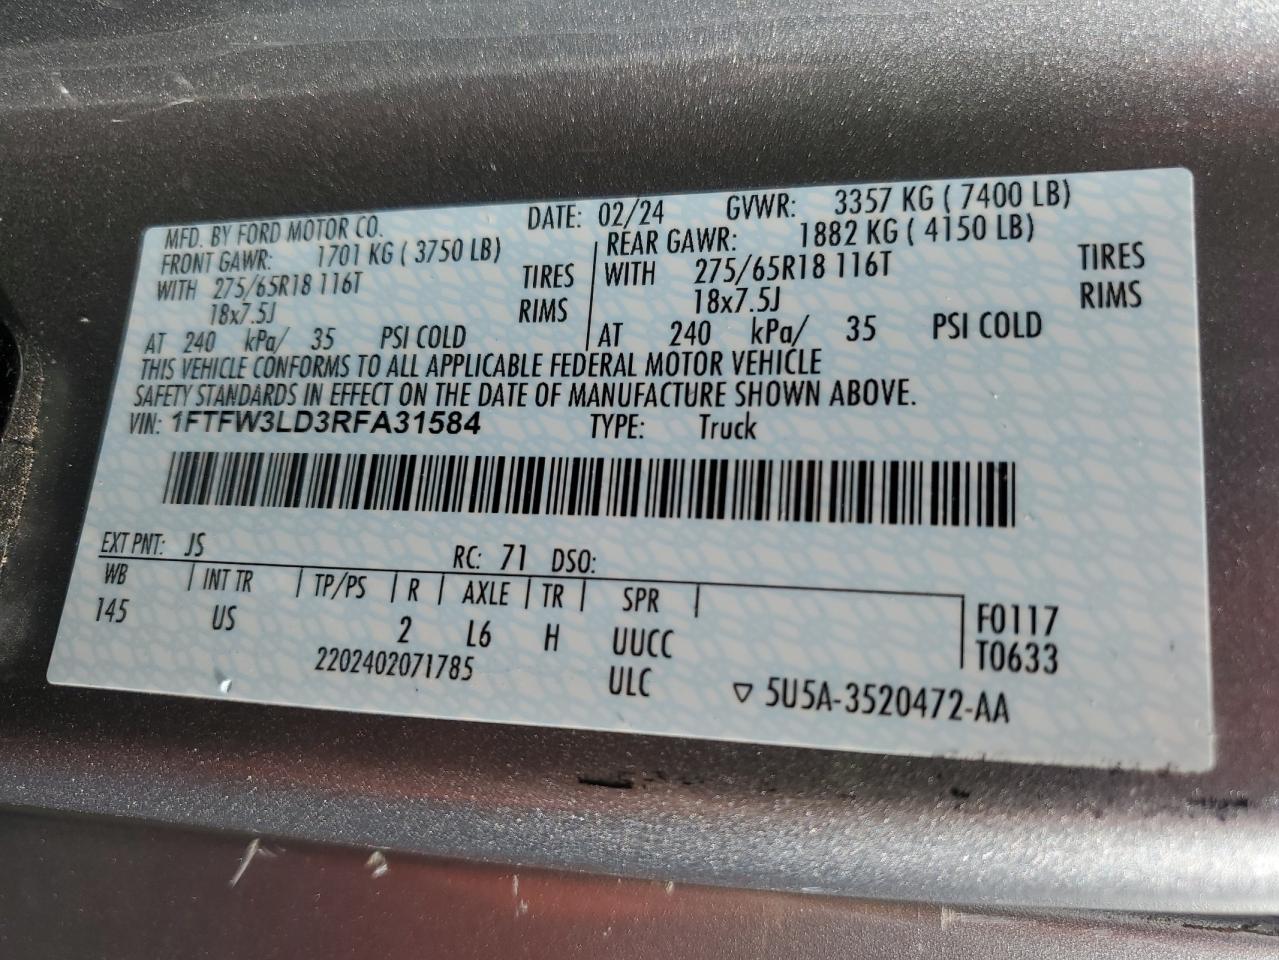 MFD. BY FORD MOTOR CO. DATE: 02/24 GVWR: 3357 KG ( 7400 LB)
FRONT GAWR: 1701 KG ( 3750 LB) REAR GAWR: 1882 KG ( 4150 LB)
WITH 275/65R18 116T TIRES WITH 275/65R18 116T TIRES
18x7.5J RIMS 18x7.5J RIMS
AT 240 kPa/ 35 PSI COLD AT 240 kPa/ 35 PSI COLD
THIS VEHICLE CONFORMS TO ALL APPLICABLE FEDERAL MOTOR VEHICLE
SAFETY STANDARDS IN EFFECT ON THE DATE OF MANUFACTURE SHOWN ABOVE.
VIN: 1FTFW3LD3RFA31584 TYPE: Truck
EXT PNT: JS RC: 71 DSO:
WB INT TR TP/PS R AXLE TR SPR
145 US 2 L6 H UUCC F0117
T0633
2202402071785 ULC ▽ 5U5A-3520472-AA